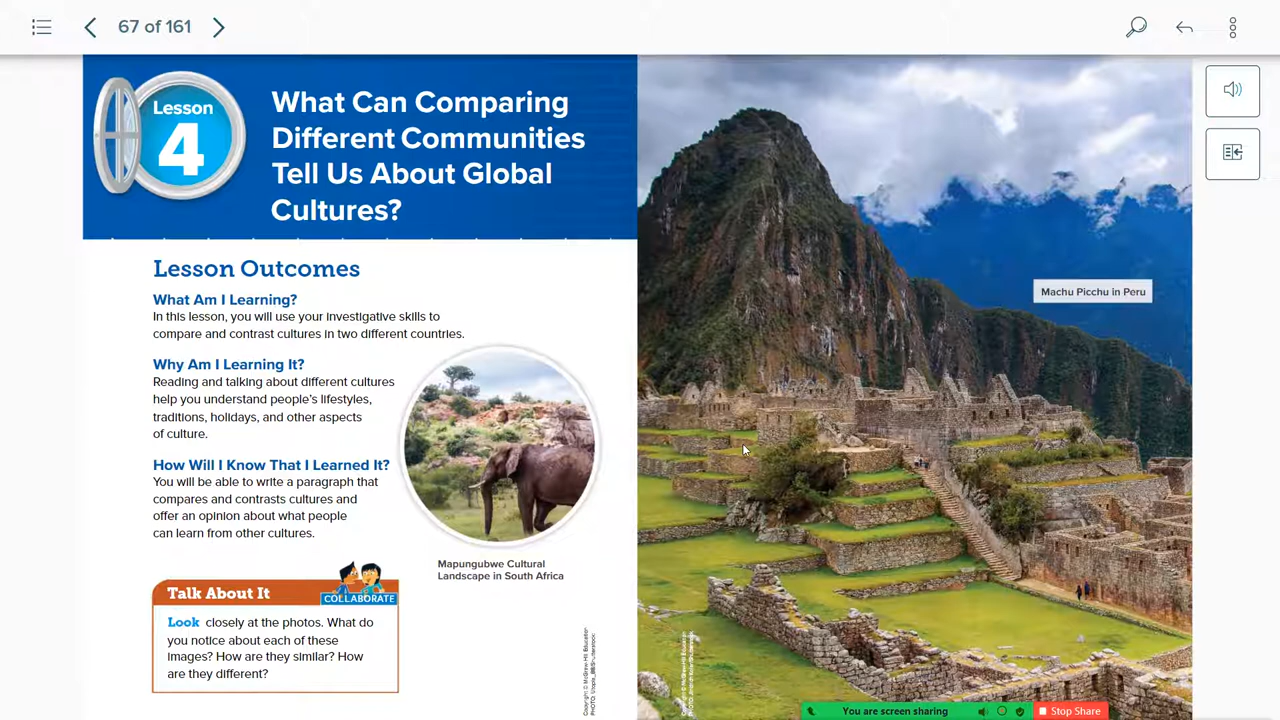 67 of 161
Lesson
4
What Can Comparing
Different Communities
Tell Us About Global
Cultures?
Lesson Outcomes
What Am I Learning?
In this lesson, you will use your investigative skills to
compare and contrast cultures in two different countries.
Why Am I Learning It?
Reading and talking about different cultures
help you understand people's lifestyles,
traditions, holidays, and other aspects
of culture.
How Will I Know That I Learned It?
You will be able to write a paragraph that
compares and contrasts cultures and
offer an opinion about what people
can learn from other cultures.
Mapungubwe Cultural
Landscape in South Africa
Talk About It
COLLABORATE
Look closely at the photos. What do
you notice about each of these
images? How are they similar? How
are they different?
Machu Picchu in Peru
Copyright © McGraw-Hill Education
You are screen sharing
Stop Share